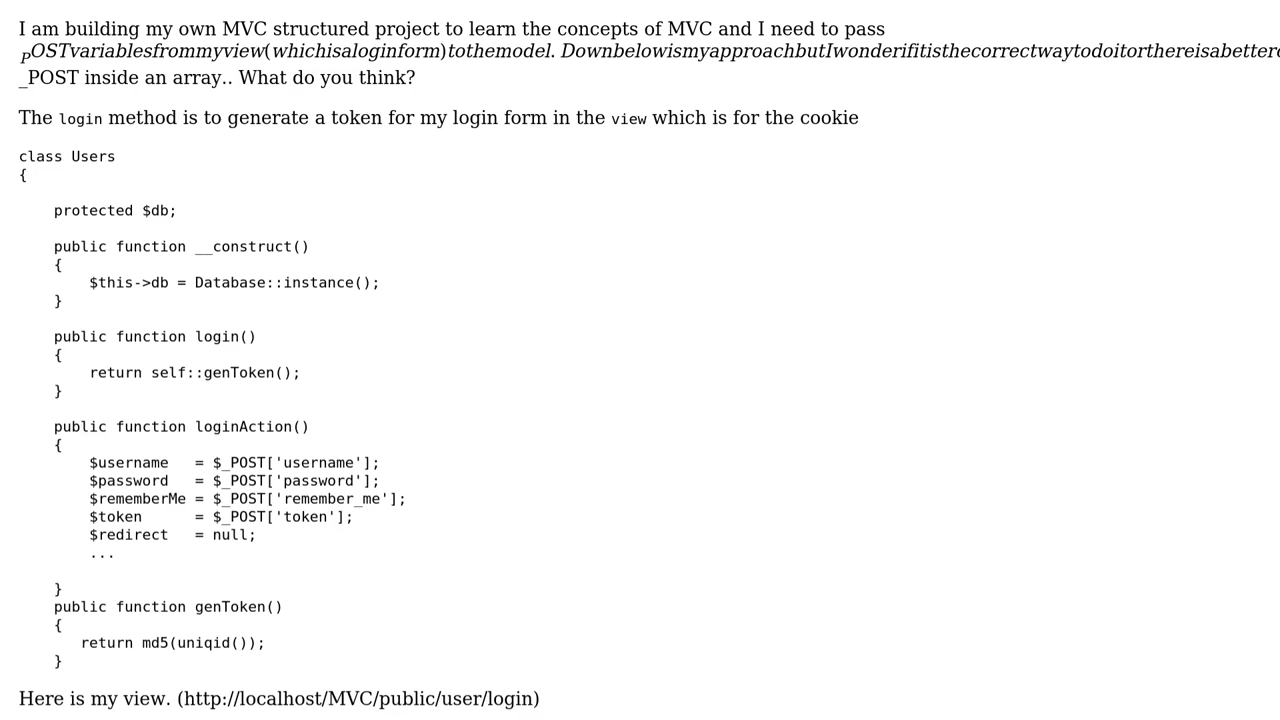 I am building my own MVC structured project to learn the concepts of MVC and I need to pass
POSTvariablesfrommyview(whichisaloginform)tothemodel. DownbelowismyapproachbutIwonderifitisthecorrectwaytodoitorthereisabettero
_POST inside an array.. What do you think?
The login method is to generate a token for my login form in the view which is for the cookie
class Users
{
    protected $db;
    public function __construct()
    {
        $this->db = Database::instance();
    }
    public function login()
    {
        return self::genToken();
    }
    public function loginAction()
    {
        $username   = $_POST['username'];
        $password   = $_POST['password'];
        $rememberMe = $_POST['remember_me'];
        $token      = $_POST['token'];
        $redirect   = null;
        ...
    }
    public function genToken()
    {
       return md5(uniqid());
    }
Here is my view. (http://localhost/MVC/public/user/login)